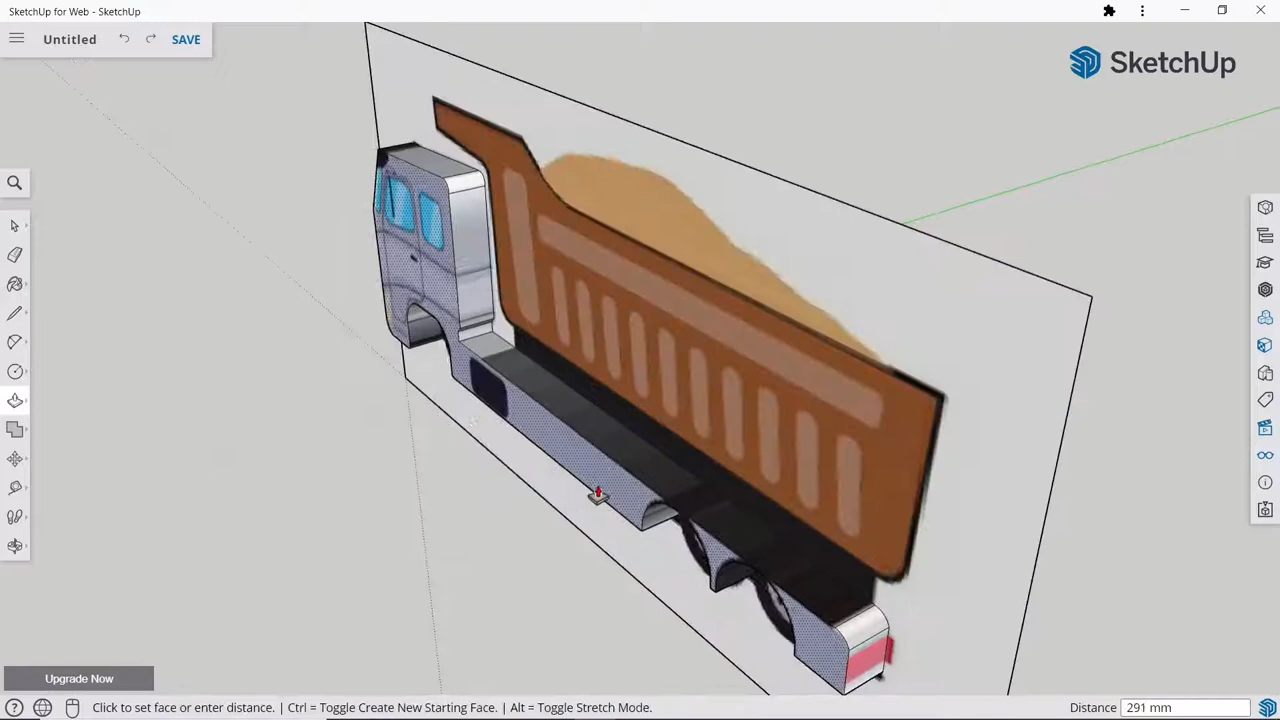 SketchUp for Web - SketchUp
Untitled
SAVE
SketchUp
Upgrade Now
Click to set face or enter distance. | Ctrl = Toggle Create New Starting Face. | Alt = Toggle Stretch Mode.
Distance 291 mm